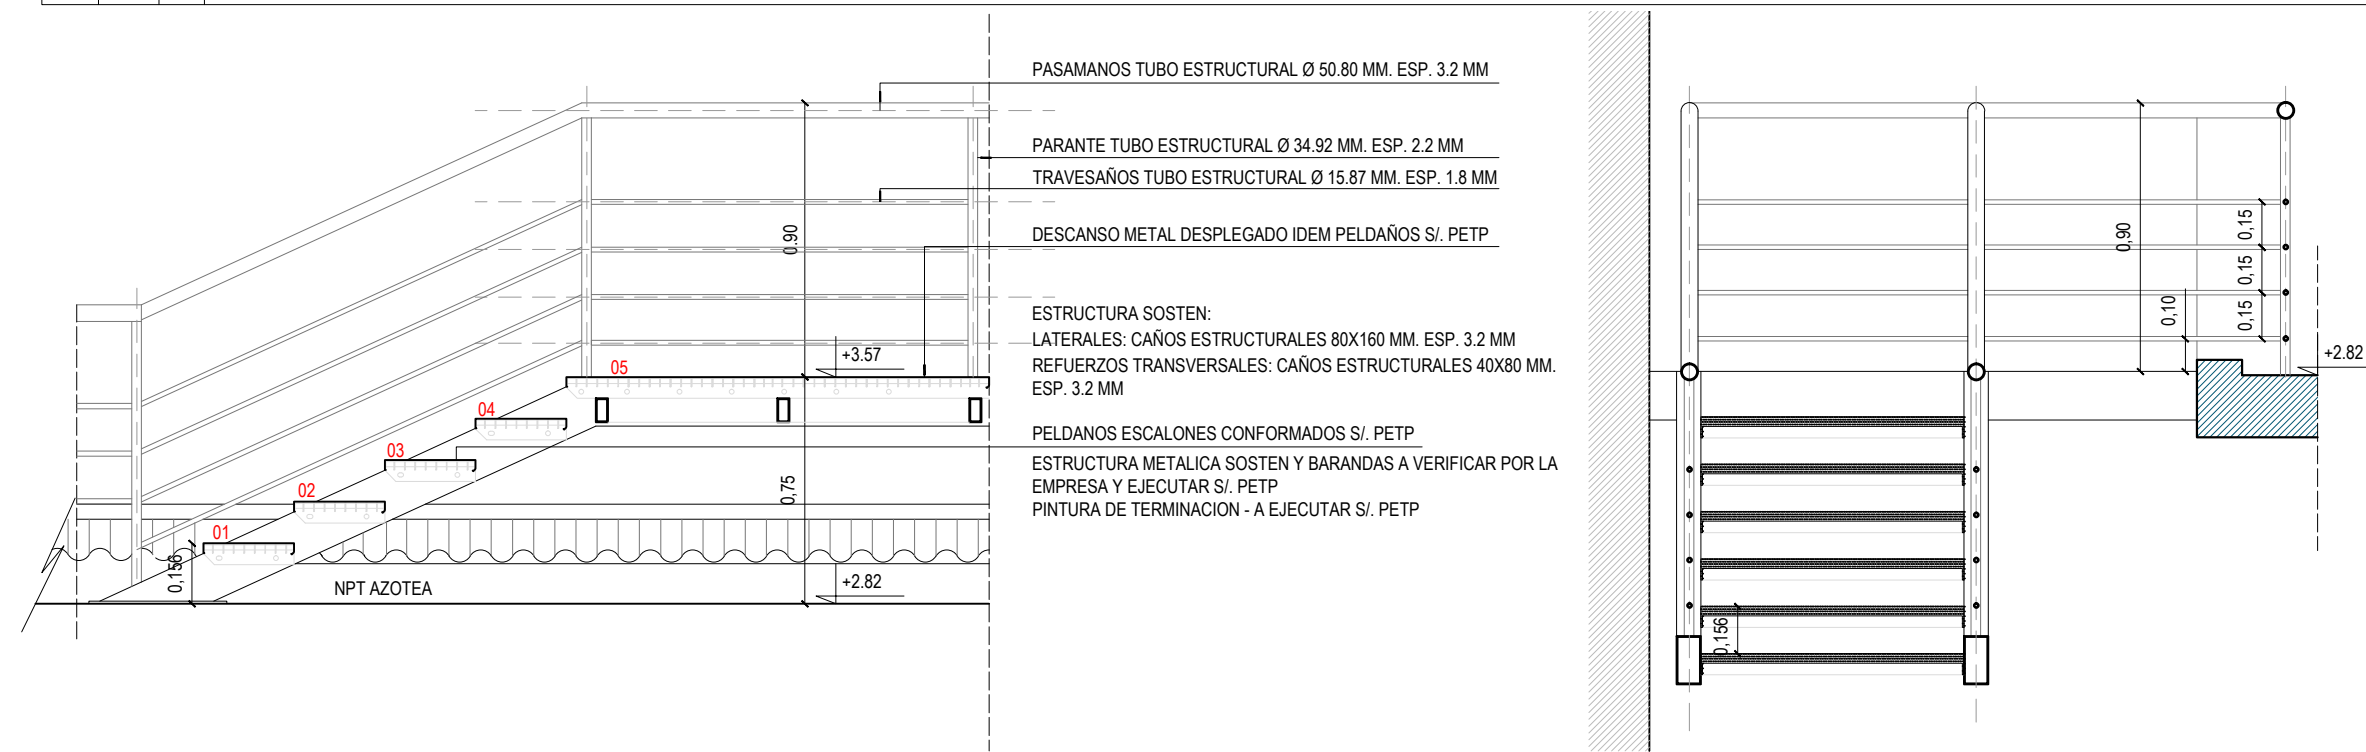 PASAMANOS TUBO ESTRUCTURAL Ø 50.80 MM. ESP. 3.2 MM
PARANTE TUBO ESTRUCTURAL Ø 34.92 MM. ESP. 2.2 MM
TRAVESAÑOS TUBO ESTRUCTURAL Ø 15.87 MM. ESP. 1.8 MM
DESCANSO METAL DESPLEGADO IDEM PELDAÑOS S/. PETP
ESTRUCTURA SOSTEN:
LATERALES: CAÑOS ESTRUCTURALES 80X160 MM. ESP. 3.2 MM
REFUERZOS TRANSVERSALES: CAÑOS ESTRUCTURALES 40X80 MM.
ESP. 3.2 MM
PELDANOS ESCALONES CONFORMADOS S/. PETP
ESTRUCTURA METALICA SOSTEN Y BARANDAS A VERIFICAR POR LA
EMPRESA Y EJECUTAR S/. PETP
PINTURA DE TERMINACION - A EJECUTAR S/. PETP
0.90
+3.57
05
04
03
02
01
0,75
0,156
NPT AZOTEA
+2.82
0,90
0,15
0,15
0,15
0,10
+2.82
0,156